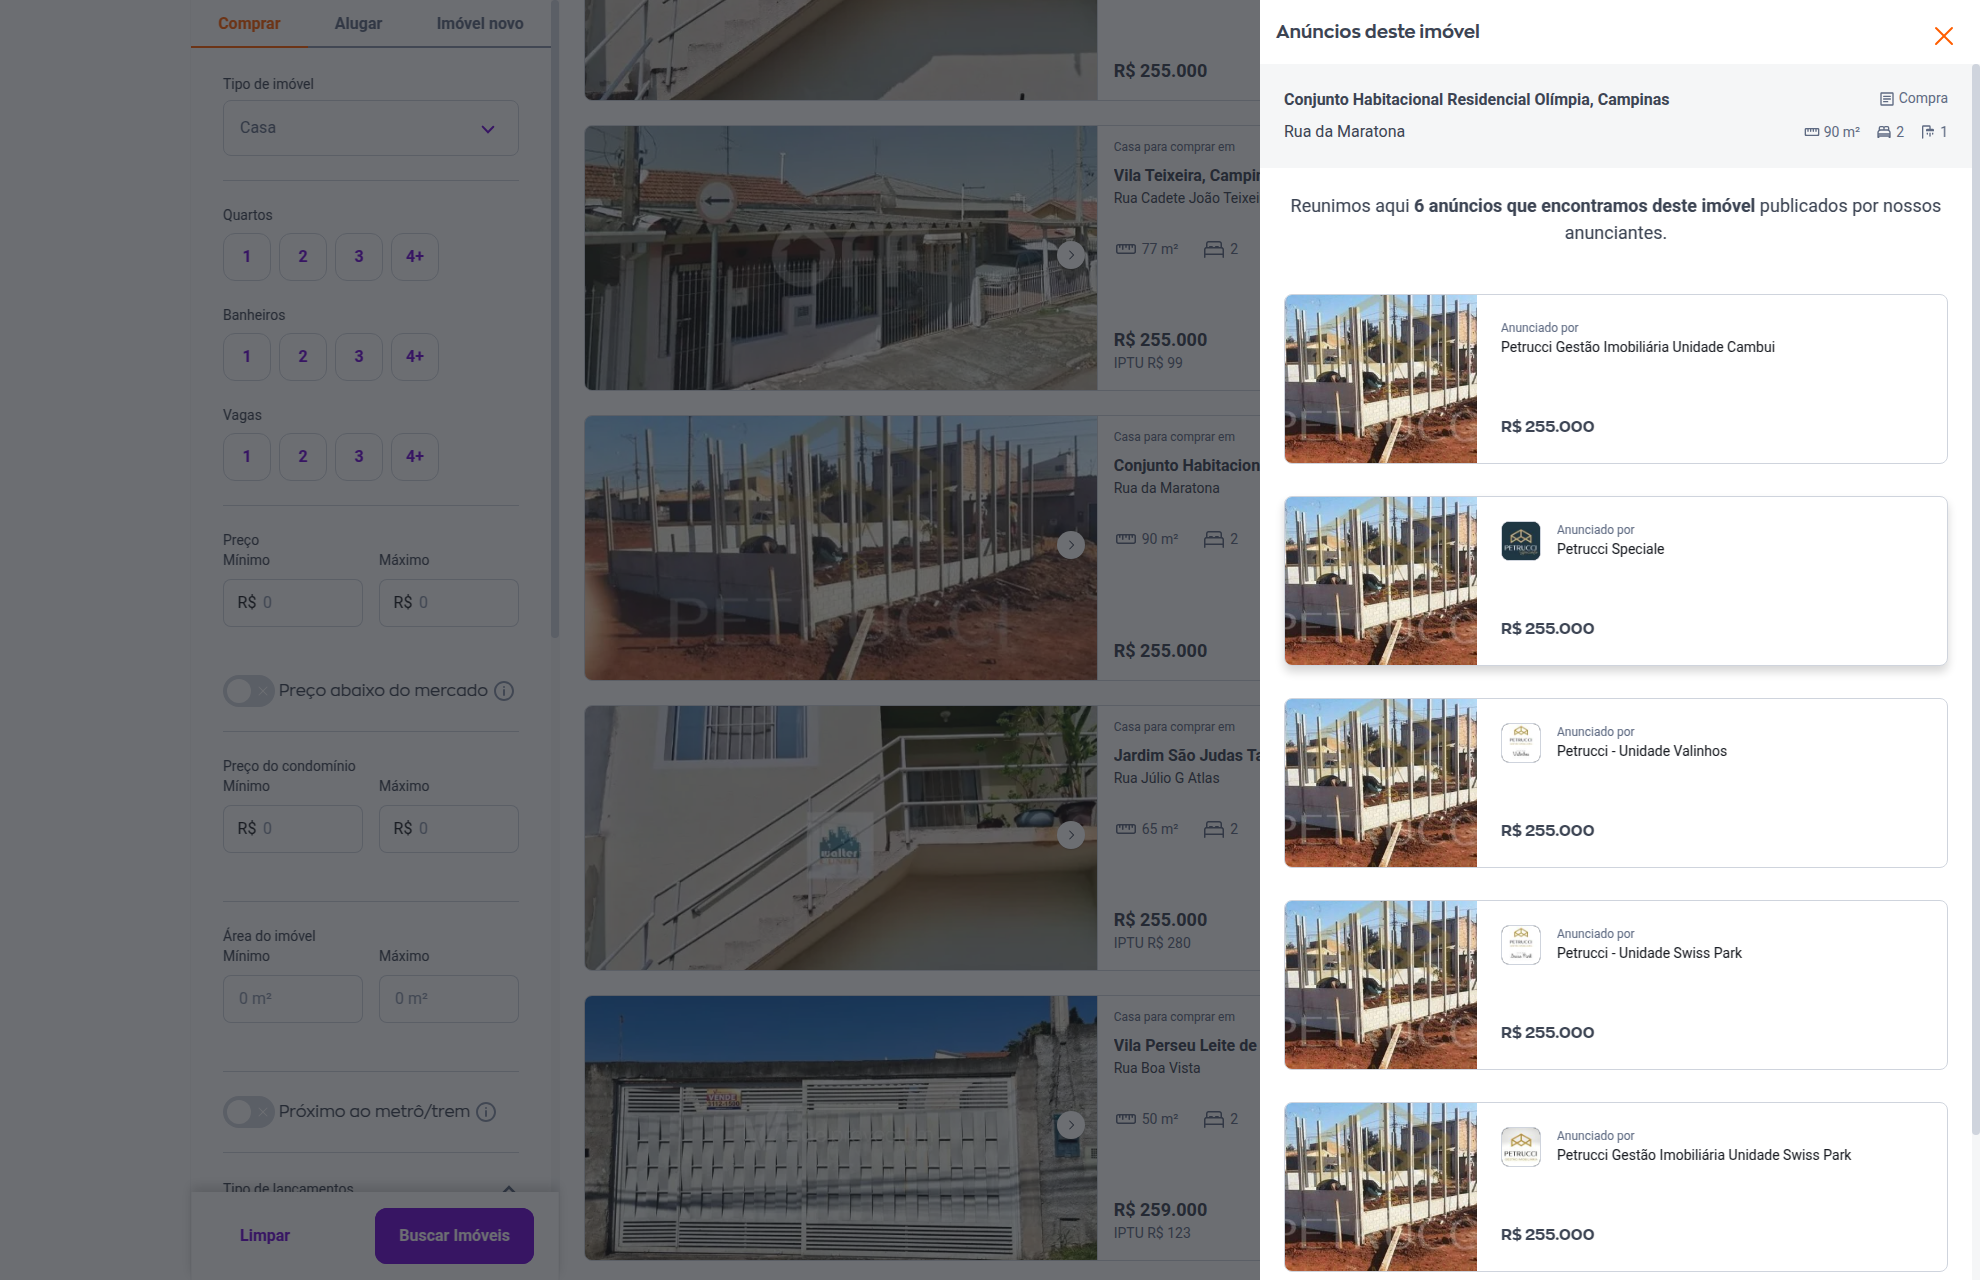 Comprar
Alugar
Imóvel novo
Tipo de imóvel
Casa
Quartos
1
2
3
4+
Banheiros
1
2
3
4+
Vagas
1
2
3
4+
Preço
Mínimo
Máximo
R$ 0
R$ 0
Preço abaixo do mercado
Preço do condomínio
Mínimo
Máximo
R$ 0
R$ 0
Área do imóvel
Mínimo
Máximo
0 m²
0 m²
Próximo ao metrô/trem
Tipo de lançamentos
Limpar
Buscar Imóveis
R$ 255.000
Casa para comprar em
Vila Teixeira, Campin
Rua Cadete João Teixei
77 m²
2
R$ 255.000
IPTU R$ 99
PETRUCCI
Casa para comprar em
Conjunto Habitacion
Rua da Maratona
90 m²
2
R$ 255.000
walter
Casa para comprar em
Jardim São Judas Ta
Rua Júlio G Atlas
65 m²
2
R$ 255.000
IPTU R$ 280
VENDE
Casa para comprar em
Vila Perseu Leite de
Rua Boa Vista
50 m²
2
R$ 259.000
IPTU R$ 123
Anúncios deste imóvel
Conjunto Habitacional Residencial Olímpia, Campinas
Compra
Rua da Maratona
90 m²
2
1
Reunimos aqui 6 anúncios que encontramos deste imóvel publicados por nossos
anunciantes.
Anunciado por
Petrucci Gestão Imobiliária Unidade Cambui
R$ 255.000
PETRUCCI
Anunciado por
Petrucci Speciale
R$ 255.000
PETRUCCI
Anunciado por
Petrucci - Unidade Valinhos
R$ 255.000
PETRUCCI
Anunciado por
Petrucci - Unidade Swiss Park
R$ 255.000
PETRUCCI
Anunciado por
Petrucci Gestão Imobiliária Unidade Swiss Park
R$ 255.000